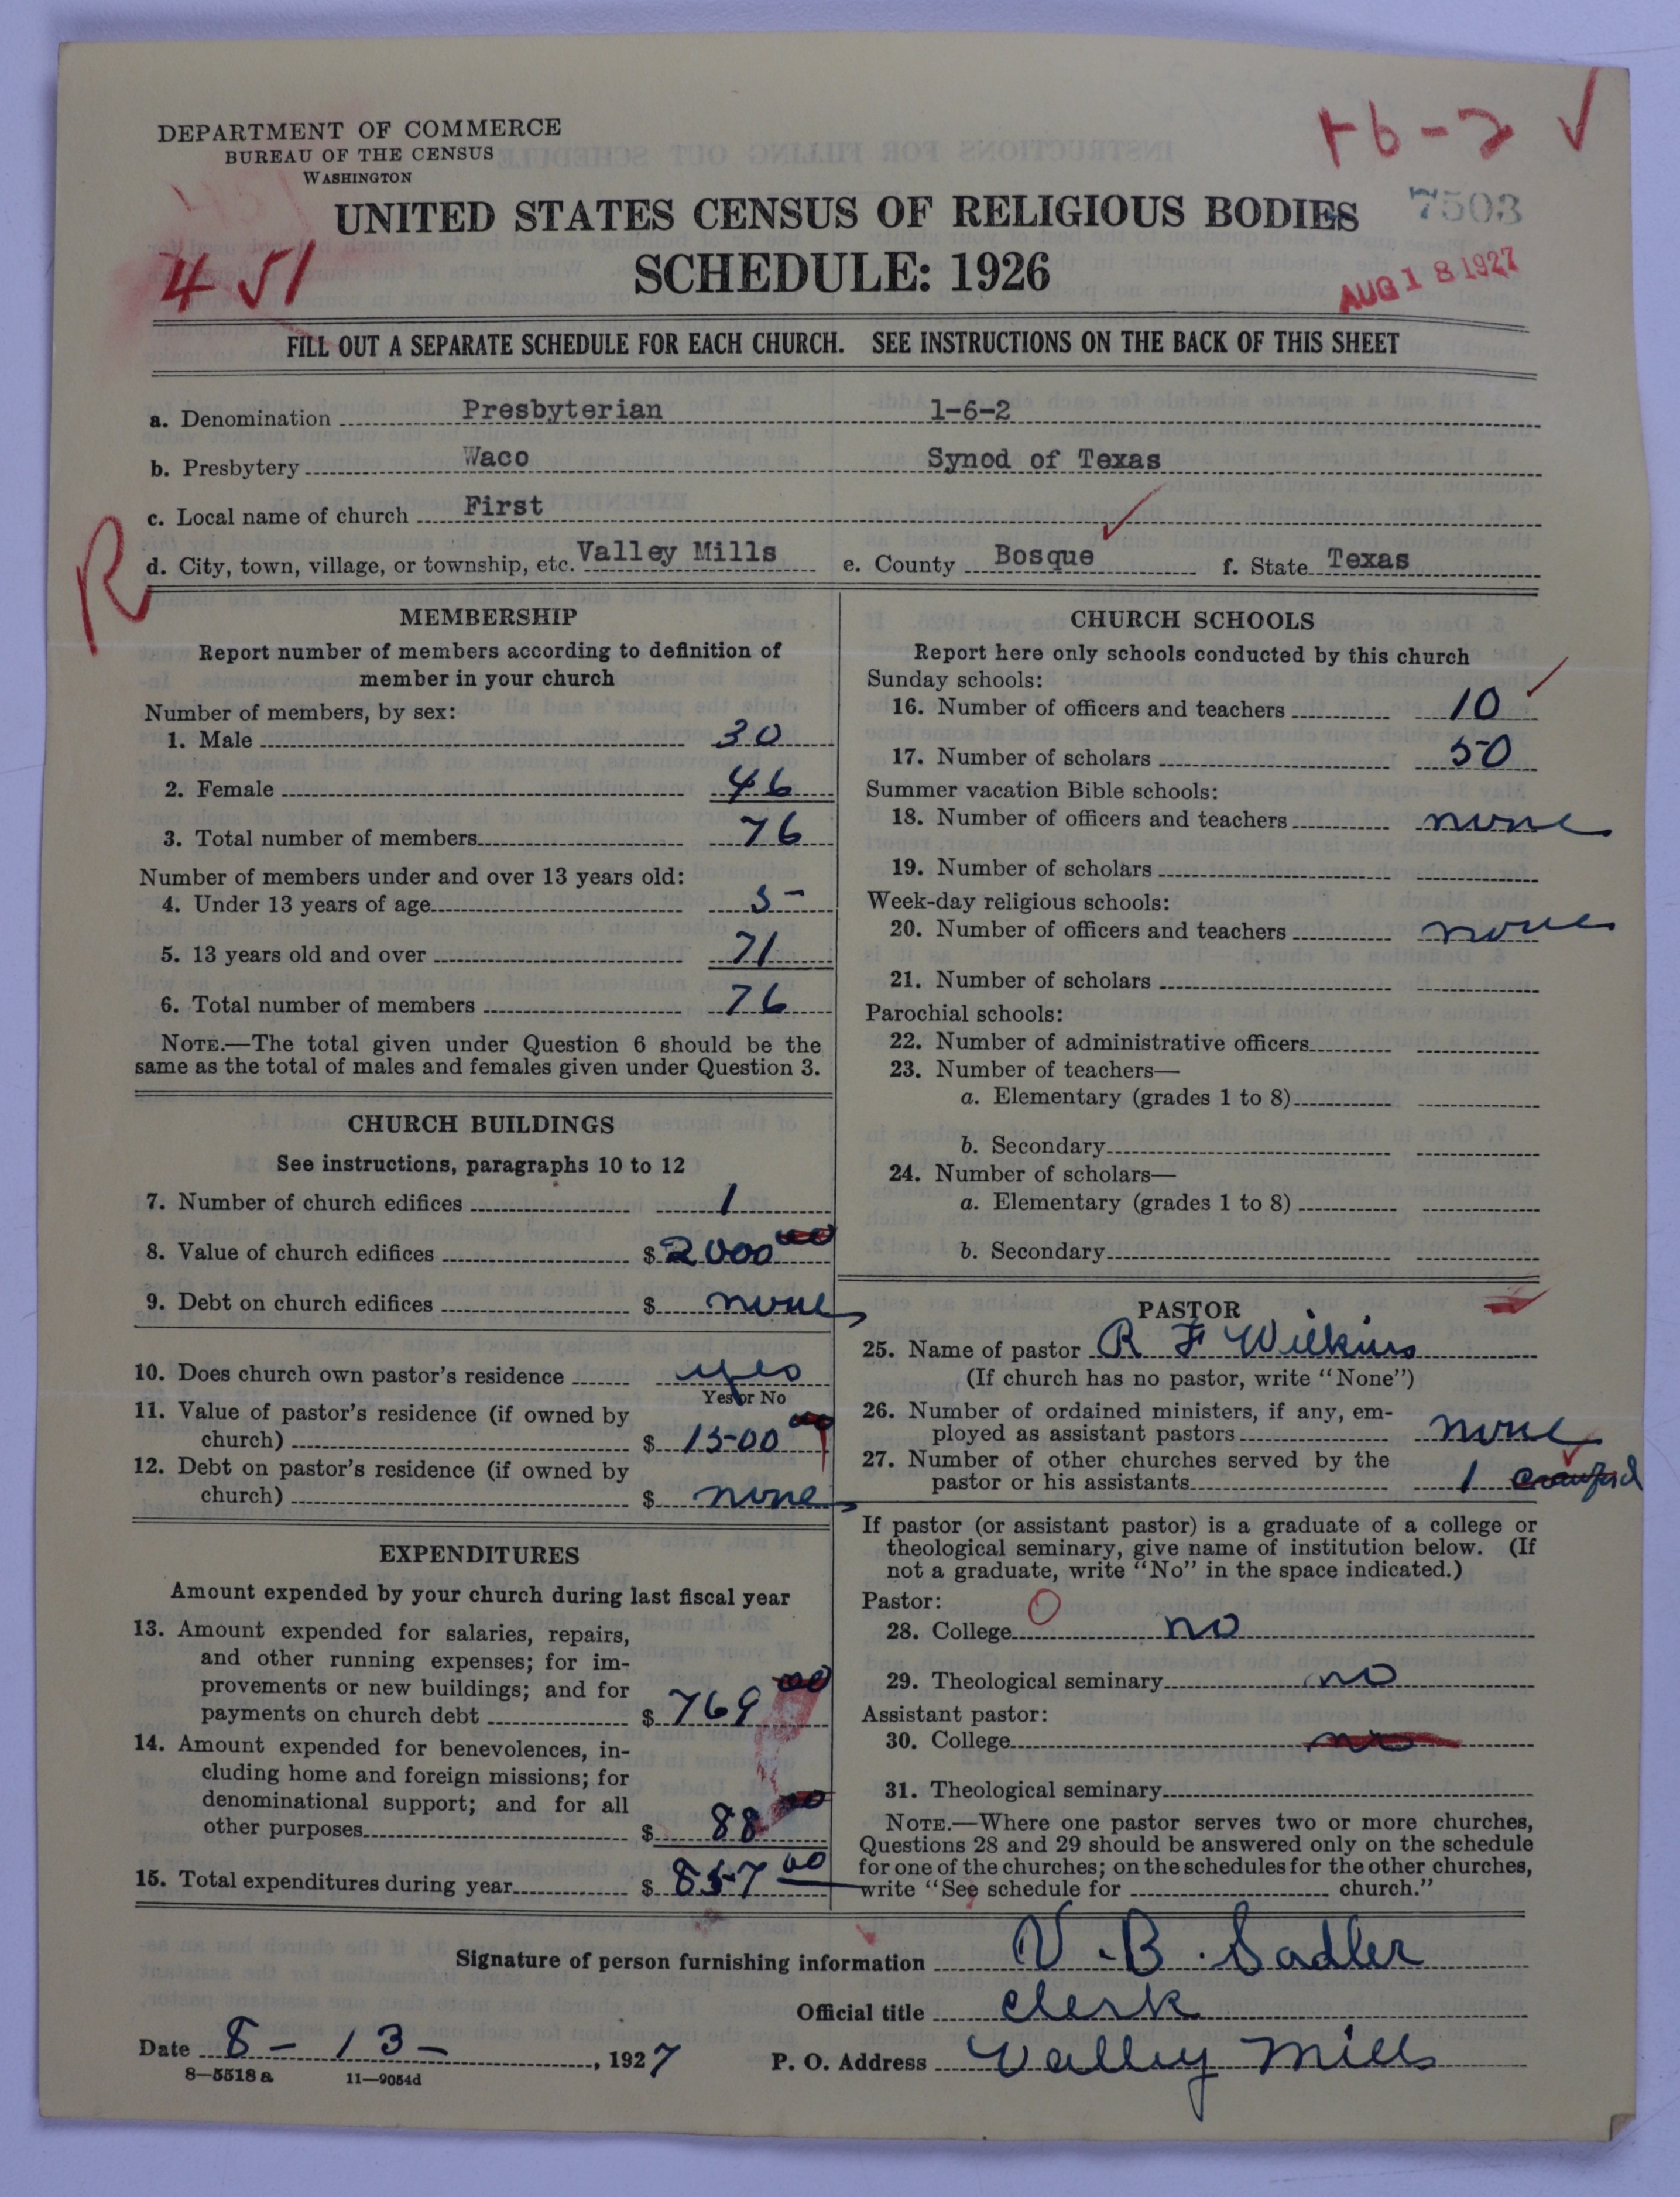 DEPARTMENT OF COMMERCE
BUREAU OF THE CENSUS
WASHINGTON
7503
UNITED STATES CENSUS OF RELIGIOUS BODIES
SCHEDULE: 1926
451
AUG 18 1927
FILL OUT A SEPARATE SCHEDULE FOR EACH CHURCH. SEE INSTRUCTIONS ON THE BACK OF THIS SHEET
a. Denomination Presbyterian 1-6-2
b. Presbytery Waco Synod of Texas
c. Local name of church First
d. City, town, village, or township, etc. Valley Mills e. County Bosque f. State Texas
R
MEMBERSHIP
Report number of members according to definition of
member in your church
Number of members, by sex:
1. Male 30
2. Female 46
3. Total number of members 76
Number of members under and over 13 years old:
4. Under 13 years of age 5
5. 13 years old and over 71
6. Total number of members 76
NOTE.—The total given under Question 6 should be the
same as the total of males and females given under Question 3.
CHURCH BUILDINGS
See instructions, paragraphs 10 to 12
7. Number of church edifices 1
8. Value of church edifices $ 2000 00
9. Debt on church edifices $ none
10. Does church own pastor's residence yes
Yes or No
11. Value of pastor's residence (if owned by
church) $ 1500 00
12. Debt on pastor's residence (if owned by
church) $ none
EXPENDITURES
Amount expended by your church during last fiscal year
13. Amount expended for salaries, repairs,
and other running expenses; for im-
provements or new buildings; and for
payments on church debt $ 769 00
14. Amount expended for benevolences, in-
cluding home and foreign missions; for
denominational support; and for all
other purposes $ 88 00
15. Total expenditures during year $ 857 00
CHURCH SCHOOLS
Report here only schools conducted by this church
Sunday schools:
16. Number of officers and teachers 10
17. Number of scholars 50
Summer vacation Bible schools:
18. Number of officers and teachers none
19. Number of scholars
Week-day religious schools:
20. Number of officers and teachers none
21. Number of scholars
Parochial schools:
22. Number of administrative officers
23. Number of teachers—
a. Elementary (grades 1 to 8)
b. Secondary
24. Number of scholars—
a. Elementary (grades 1 to 8)
b. Secondary
PASTOR
25. Name of pastor R F Wilkins
(If church has no pastor, write "None")
26. Number of ordained ministers, if any, em-
ployed as assistant pastors none
27. Number of other churches served by the
pastor or his assistants 1 Crawford
If pastor (or assistant pastor) is a graduate of a college or
theological seminary, give name of institution below. (If
not a graduate, write "No" in the space indicated.)
Pastor: O
28. College no
29. Theological seminary no
Assistant pastor:
30. College no
31. Theological seminary
NOTE.—Where one pastor serves two or more churches,
Questions 28 and 29 should be answered only on the schedule
for one of the churches; on the schedules for the other churches,
write "See schedule for church."
Signature of person furnishing information V. B. Sadler
Official title clerk
Date 8-13-, 1927 P. O. Address Valley Mills
8-5518 a 11-9054d